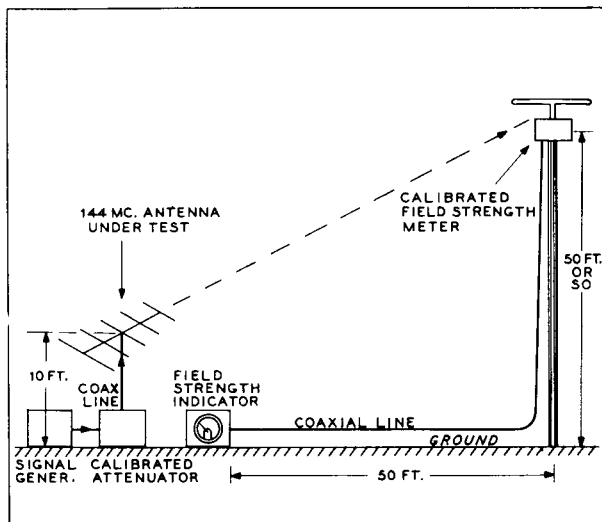 144 MC. ANTENNA
UNDER TEST
CALIBRATED
FIELD STRENGTH
METER
50 FT.
OR
SO
10 FT.
COAX
LINE
FIELD
STRENGTH
INDICATOR
COAXIAL LINE
GROUND
SIGNAL
GENER.
CALIBRATED
ATTENUATOR
50 FT.